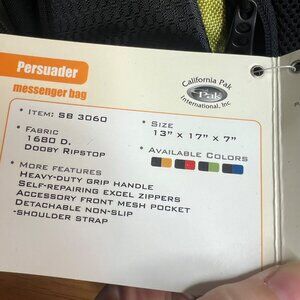 Persuader
messenger bag
California Pak
Pak
International, Inc
• Item: SB 3060
• Fabric
1680 D.
Dobby Ripstop
• Size
13" x 17" x 7"
• Available Colors
• More Features
Heavy-Duty Grip Handle
Self-Repairing Excel Zippers
Accessory Front Mesh Pocket
Detachable Non-Slip
-Shoulder Strap